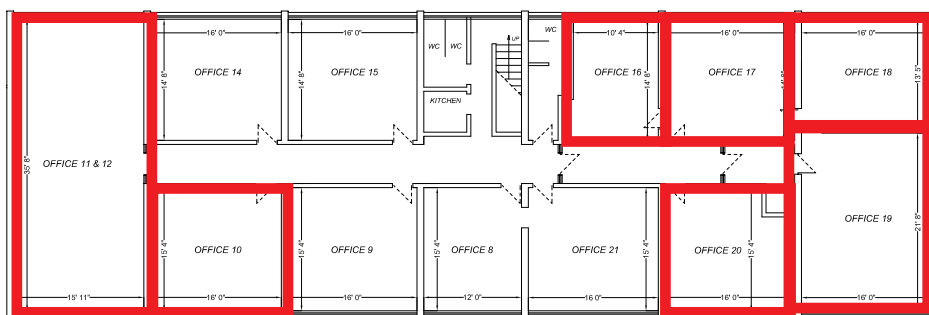 16' 0"
16' 0"
WC
WC
UP
WC
10' 4"
16' 0"
16' 0"
14' 8"
OFFICE 14
14' 8"
OFFICE 15
OFFICE 16
14' 8"
OFFICE 17
OFFICE 18
13' 5"
KITCHEN
35' 8"
OFFICE 11 & 12
15' 4"
OFFICE 10
15' 4"
OFFICE 9
15' 4"
OFFICE 8
OFFICE 21
15' 4"
OFFICE 20
15' 4"
OFFICE 19
21' 8"
15' 11"
16' 0"
16' 0"
12' 0"
16 0"
16' 0"
16' 0"